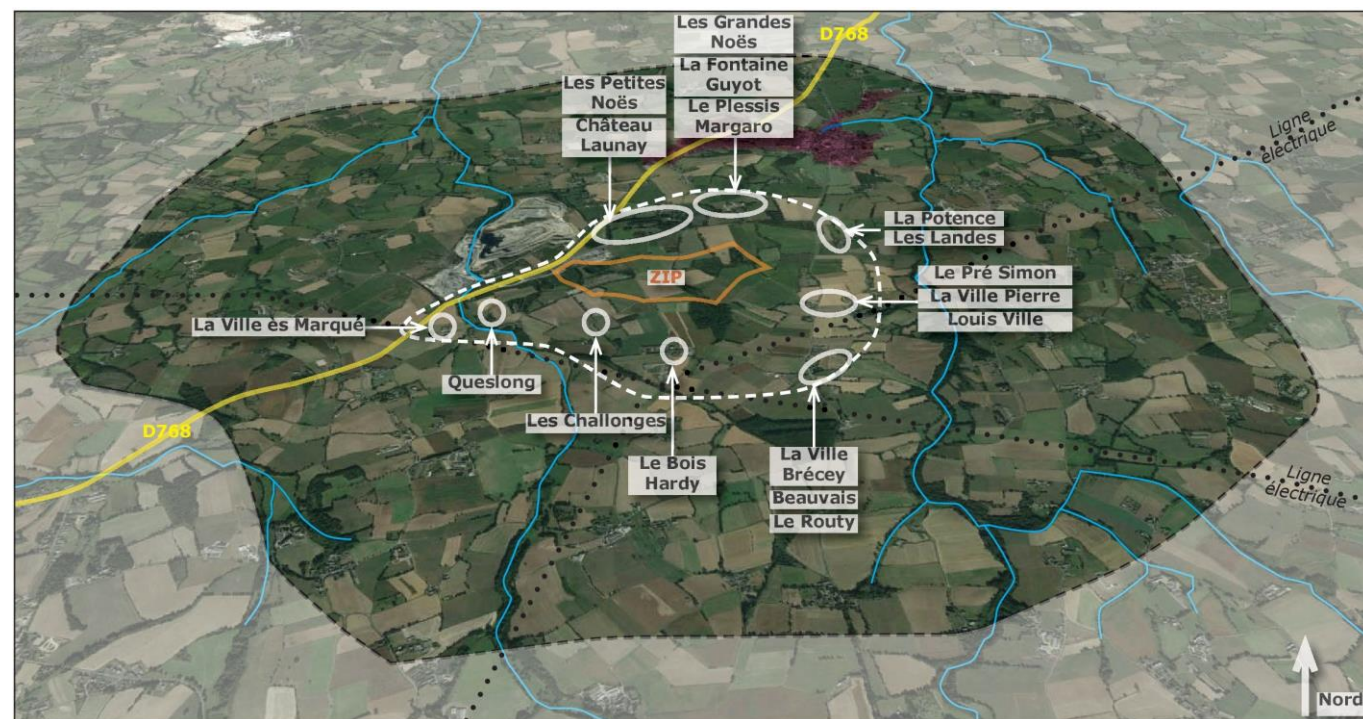 Les Grandes
Noës
La Fontaine
Guyot
Le Plessis
Margaro
D768
Les Petites
Noës
Château
Launay
Ligne
électrique
La Potence
Les Landes
ZIP
Le Pré Simon
La Ville Pierre
Louis Ville
La Ville ès Marqué
Queslong
Les Challonges
D768
Le Bois
Hardy
La Ville
Brécey
Beauvais
Le Routy
Ligne
électrique
Nord